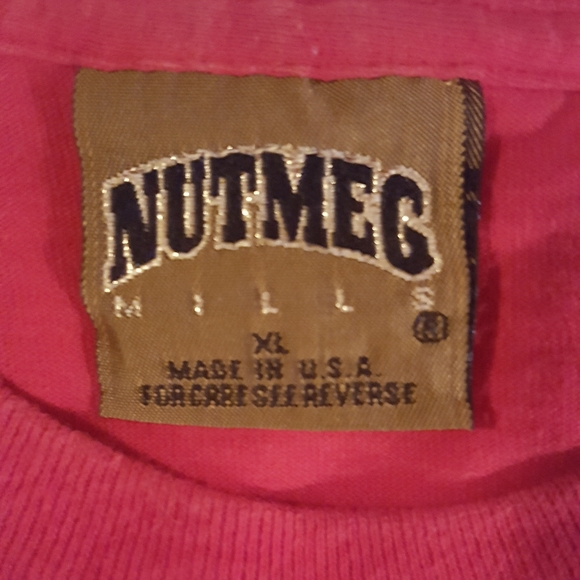 NUTMEG
MILLS
®
XL
MADE IN U.S.A.
FOR CARE SEE REVERSE